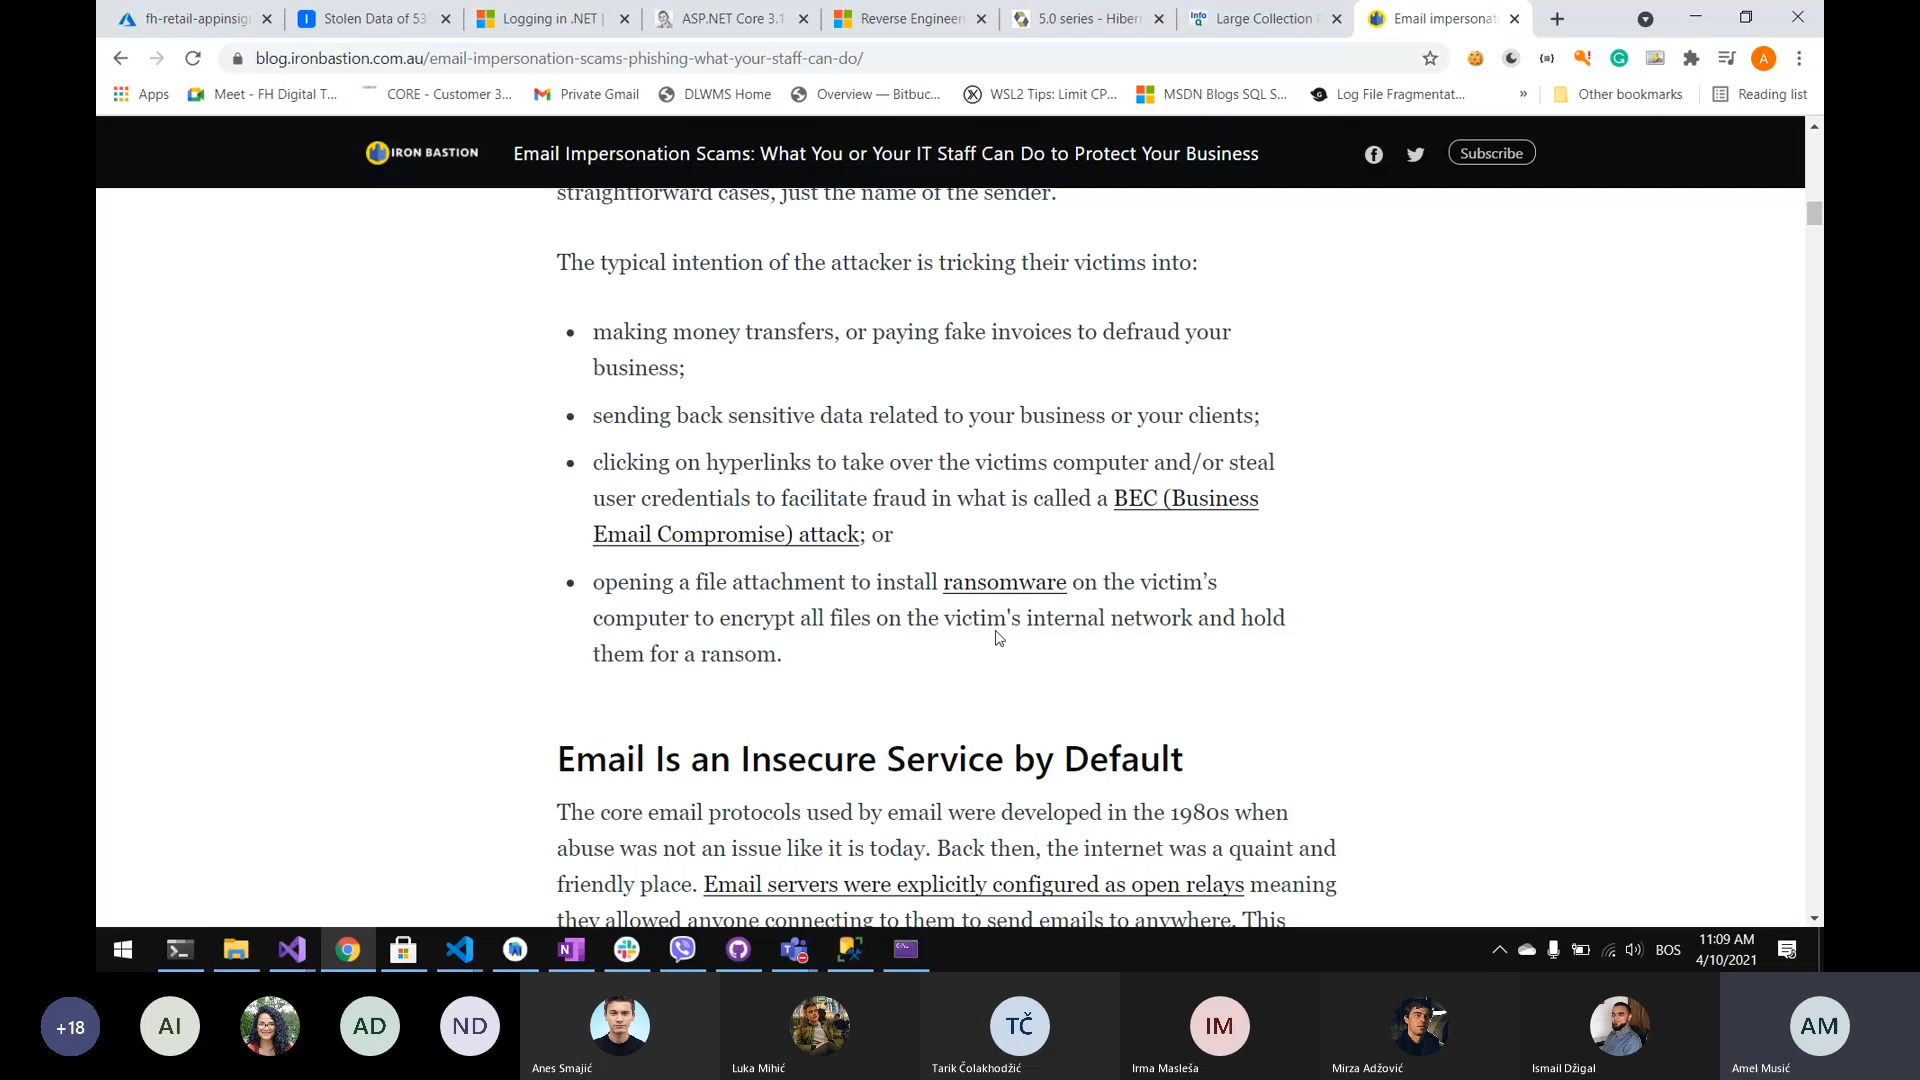 fh-retail-appinsig
Stolen Data of 53
Logging in .NET |
ASP.NET Core 3.1
Reverse Engineer
5.0 series - Hiber
Large Collection
Email impersonat
blog.ironbastion.com.au/email-impersonation-scams-phishing-what-your-staff-can-do/
A
Apps
Meet - FH Digital T...
CORE - Customer 3...
Private Gmail
DLWMS Home
Overview — Bitbuc...
WSL2 Tips: Limit CP...
MSDN Blogs SQL S...
Log File Fragmentat...
»
Other bookmarks
Reading list
IRON BASTION
Email Impersonation Scams: What You or Your IT Staff Can Do to Protect Your Business
Subscribe
straightforward cases, just the name of the sender.
The typical intention of the attacker is tricking their victims into:
• making money transfers, or paying fake invoices to defraud your
business;
• sending back sensitive data related to your business or your clients;
• clicking on hyperlinks to take over the victims computer and/or steal
user credentials to facilitate fraud in what is called a BEC (Business
Email Compromise) attack; or
• opening a file attachment to install ransomware on the victim’s
computer to encrypt all files on the victim's internal network and hold
them for a ransom.
Email Is an Insecure Service by Default
The core email protocols used by email were developed in the 1980s when
abuse was not an issue like it is today. Back then, the internet was a quaint and
friendly place. Email servers were explicitly configured as open relays meaning
they allowed anyone connecting to them to send emails to anywhere. This
BOS
11:09 AM
4/10/2021
+18
AI
AD
ND
Anes Smajić
Luka Mihić
TČ
Tarik Čolakhodžić
IM
Irma Masleša
Mirza Adžović
Ismail Džigal
AM
Amel Musić